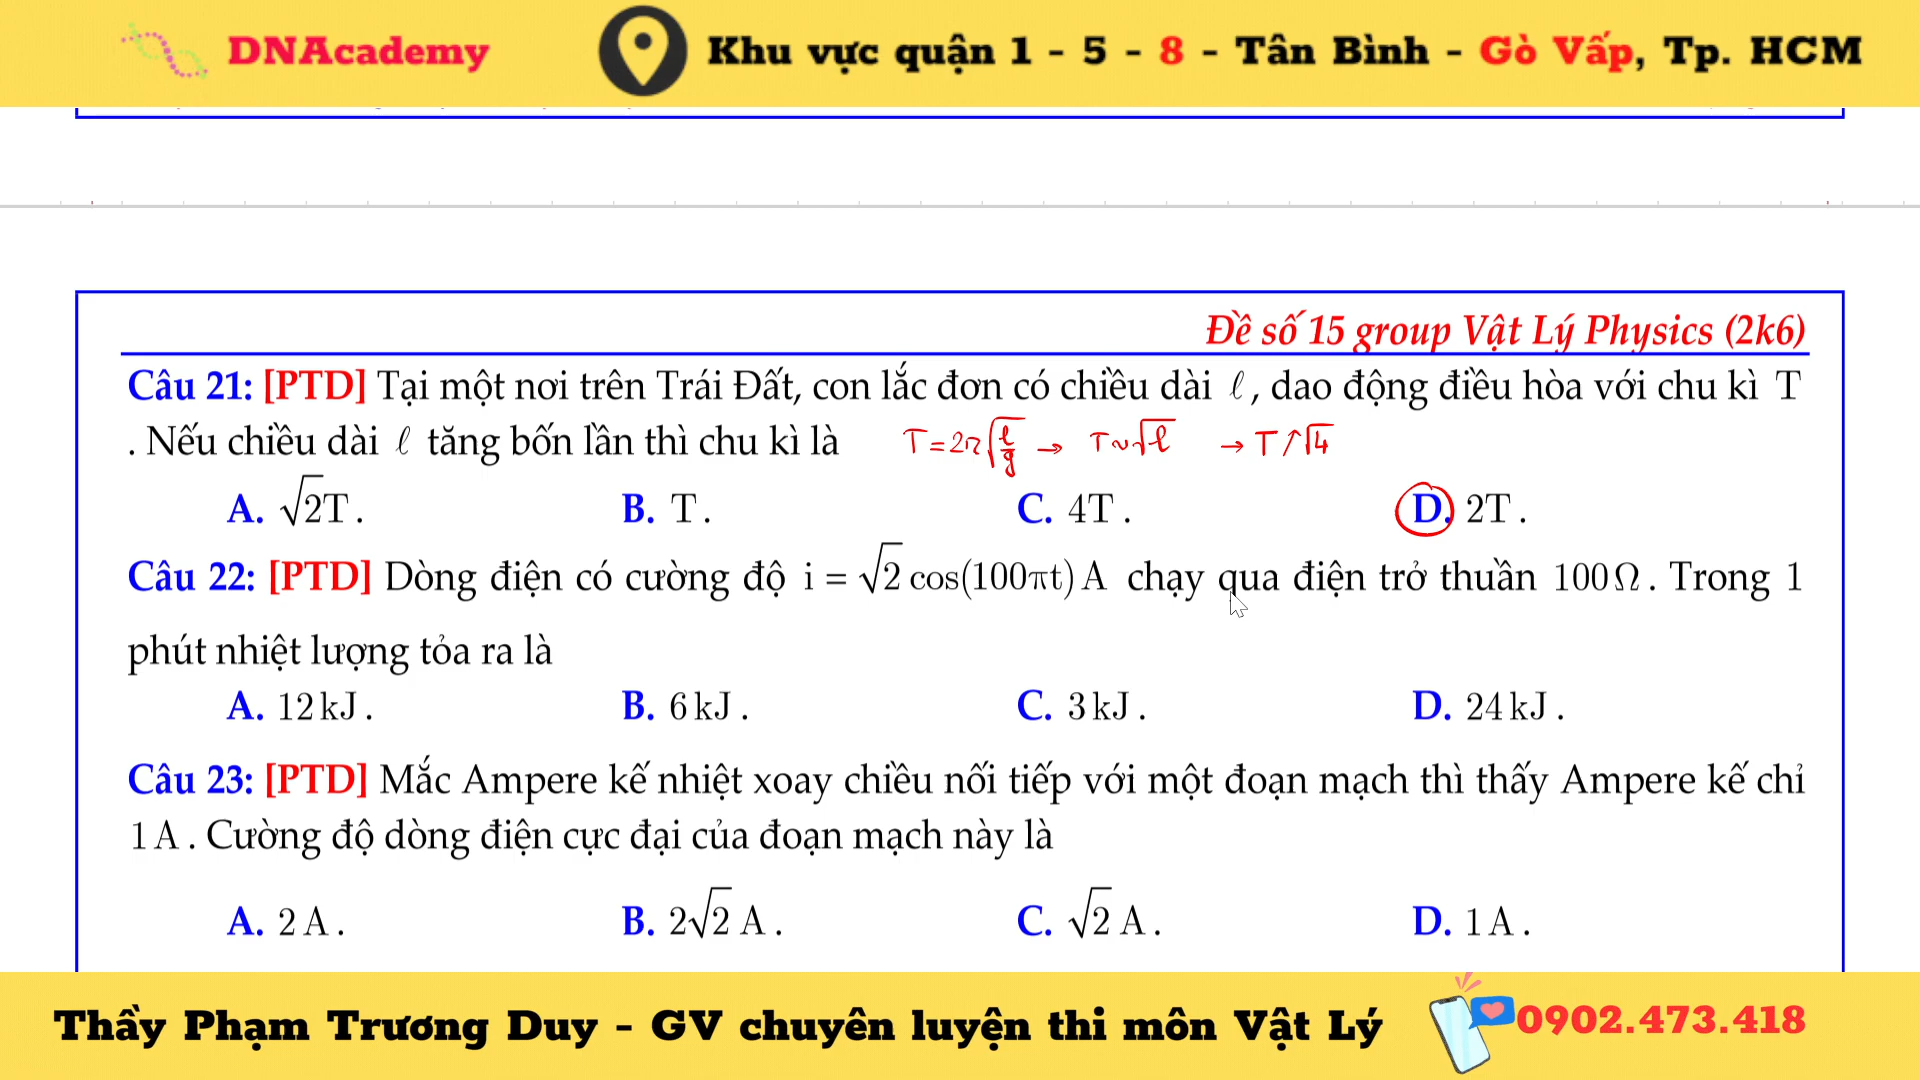 DNAcademy
Khu vực quận 1 - 5 - 8 - Tân Bình - Gò Vấp, Tp. HCM
Đề số 15 group Vật Lý Physics (2k6)
Câu 21: [PTD] Tại một nơi trên Trái Đất, con lắc đơn có chiều dài ℓ, dao động điều hòa với chu kì T
. Nếu chiều dài ℓ tăng bốn lần thì chu kì là T = 2π√(ℓ/g) → T ~ √ℓ → T ↑ √4
A. √2T. B. T. C. 4T. D. 2T.
Câu 22: [PTD] Dòng điện có cường độ i = √2 cos(100πt) A chạy qua điện trở thuần 100Ω. Trong 1
phút nhiệt lượng tỏa ra là
A. 12 kJ. B. 6 kJ. C. 3 kJ. D. 24 kJ.
Câu 23: [PTD] Mắc Ampere kế nhiệt xoay chiều nối tiếp với một đoạn mạch thì thấy Ampere kế chỉ
1 A. Cường độ dòng điện cực đại của đoạn mạch này là
A. 2 A. B. 2√2 A. C. √2 A. D. 1 A.
Thầy Phạm Trương Duy - GV chuyên luyện thi môn Vật Lý
0902.473.418